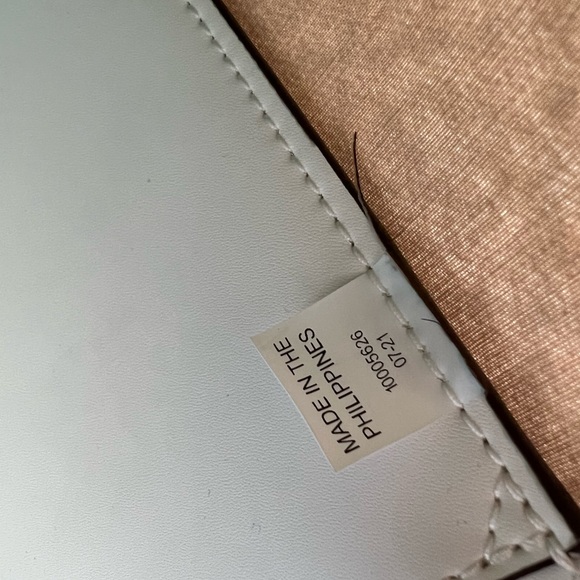 MADE IN THE
PHILIPPINES
10005626
07-21